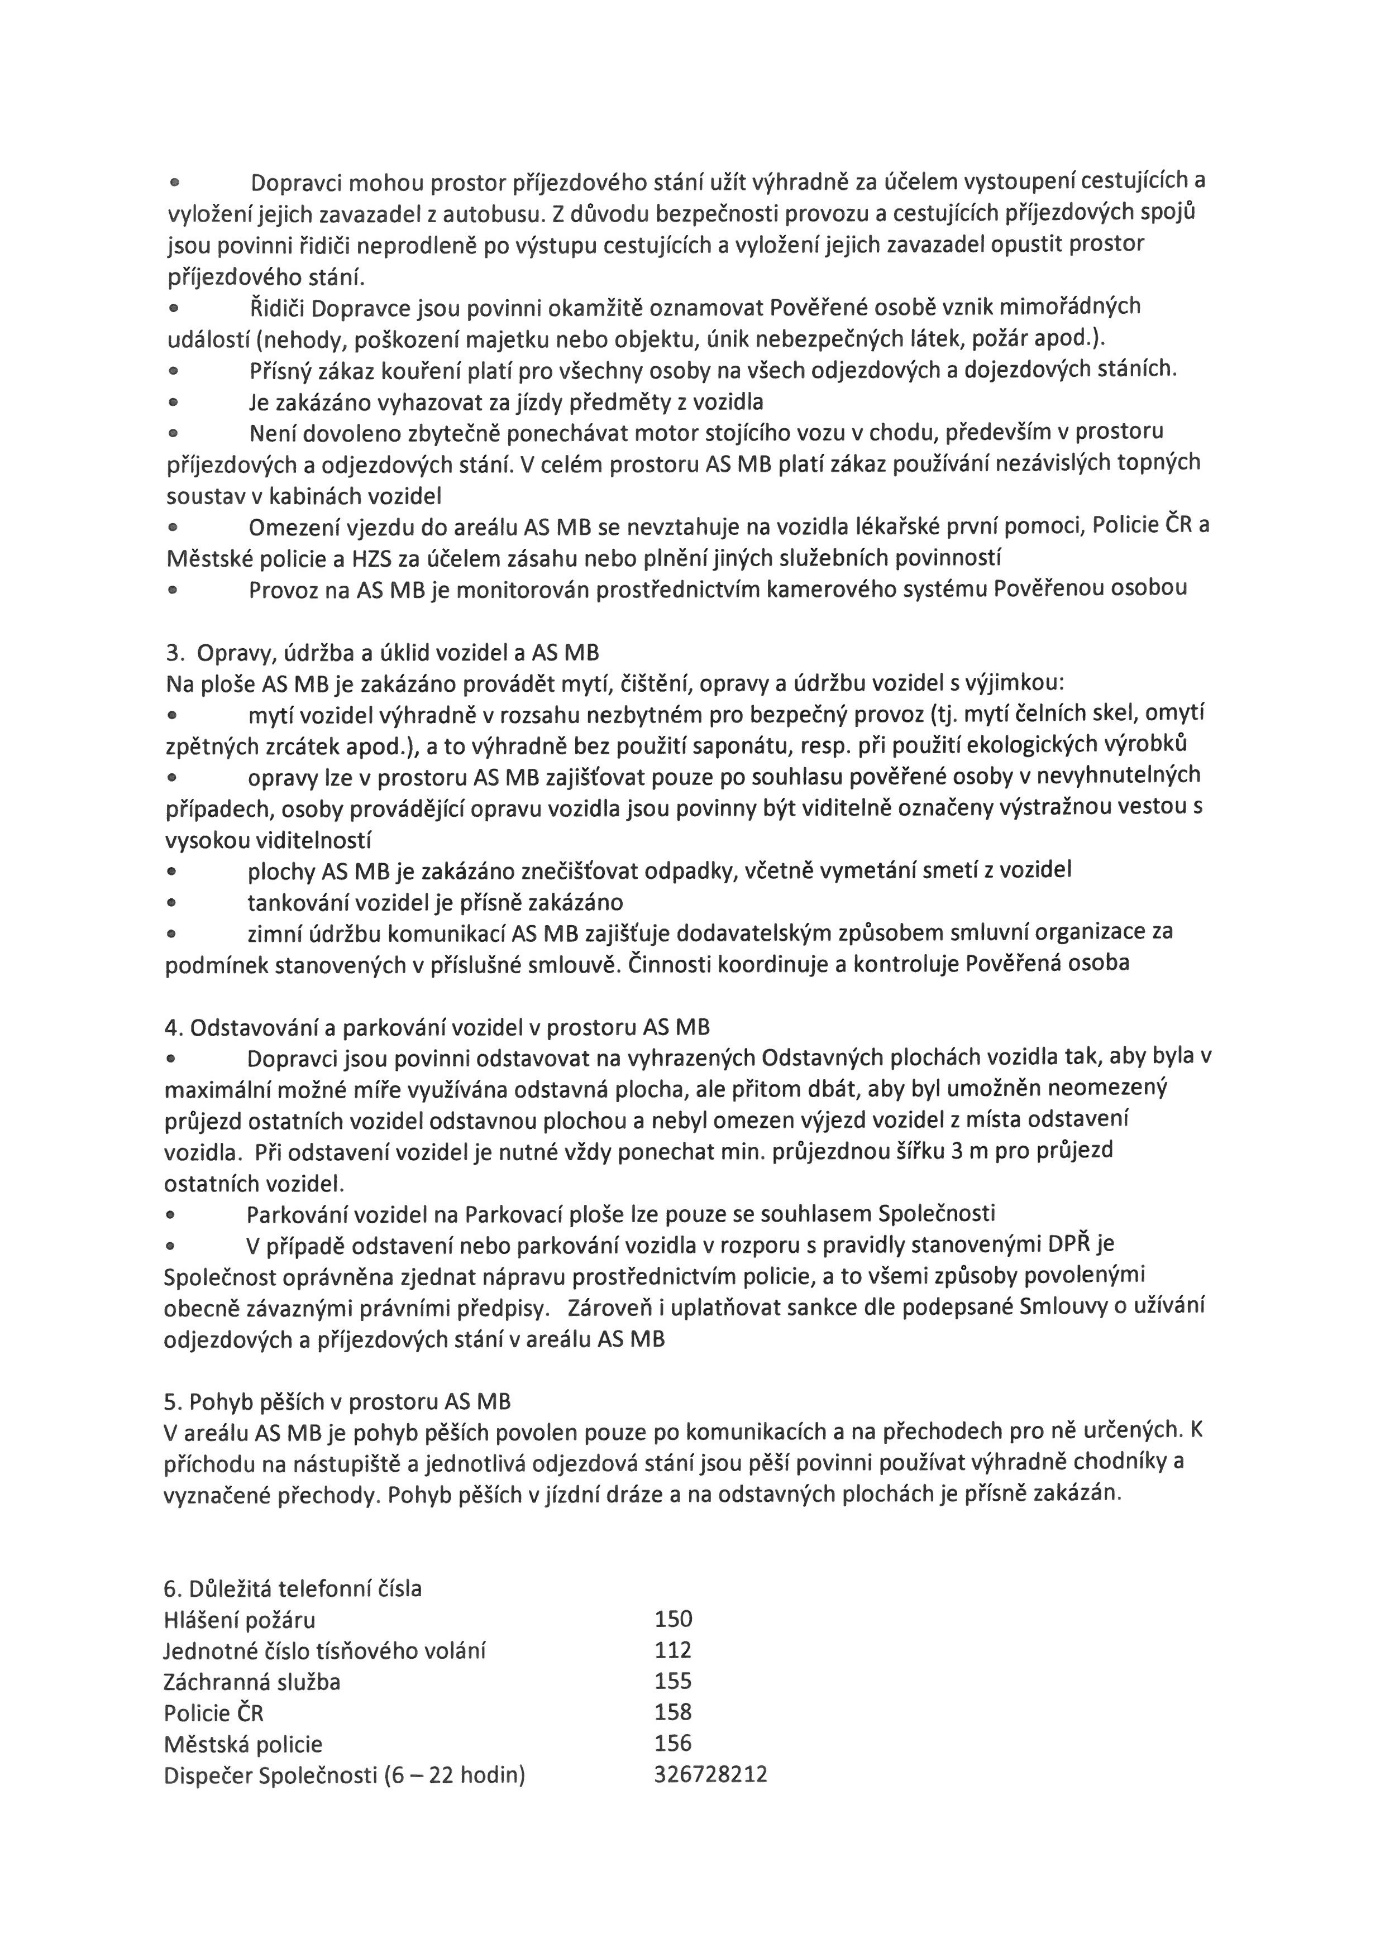 • Dopravci mohou prostor příjezdového stání užít výhradně za účelem vystoupení cestujících a
vyložení jejich zavazadel z autobusu. Z důvodu bezpečnosti provozu a cestujících příjezdových spojů
jsou povinni řidiči neprodleně po výstupu cestujících a vyložení jejich zavazadel opustit prostor
příjezdového stání.
• Řidiči Dopravce jsou povinni okamžitě oznamovat Pověřené osobě vznik mimořádných
událostí (nehody, poškození majetku nebo objektu, únik nebezpečných látek, požár apod.).
• Přísný zákaz kouření platí pro všechny osoby na všech odjezdových a dojezdových stáních.
• Je zakázáno vyhazovat za jízdy předměty z vozidla
• Není dovoleno zbytečně ponechávat motor stojícího vozu v chodu, především v prostoru
příjezdových a odjezdových stání. V celém prostoru AS MB platí zákaz používání nezávislých topných
soustav v kabinách vozidel
• Omezení vjezdu do areálu AS MB se nevztahuje na vozidla lékařské první pomoci, Policie ČR a
Městské policie a HZS za účelem zásahu nebo plnění jiných služebních povinností
• Provoz na AS MB je monitorován prostřednictvím kamerového systému Pověřenou osobou
3. Opravy, údržba a úklid vozidel a AS MB
Na ploše AS MB je zakázáno provádět mytí, čištění, opravy a údržbu vozidel s výjimkou:
• mytí vozidel výhradně v rozsahu nezbytném pro bezpečný provoz (tj. mytí čelních skel, omytí
zpětných zrcátek apod.), a to výhradně bez použití saponátu, resp. při použití ekologických výrobků
• opravy lze v prostoru AS MB zajišťovat pouze po souhlasu pověřené osoby v nevyhnutelných
případech, osoby provádějící opravu vozidla jsou povinny být viditelně označeny výstražnou vestou s
vysokou viditelností
• plochy AS MB je zakázáno znečišťovat odpadky, včetně vymetání smetí z vozidel
• tankování vozidel je přísně zakázáno
• zimní údržbu komunikací AS MB zajišťuje dodavatelským způsobem smluvní organizace za
podmínek stanovených v příslušné smlouvě. Činnosti koordinuje a kontroluje Pověřená osoba
4. Odstavování a parkování vozidel v prostoru AS MB
• Dopravci jsou povinni odstavovat na vyhrazených Odstavných plochách vozidla tak, aby byla v
maximální možné míře využívána odstavná plocha, ale přitom dbát, aby byl umožněn neomezený
průjezd ostatních vozidel odstavnou plochou a nebyl omezen výjezd vozidel z místa odstavení
vozidla. Při odstavení vozidel je nutné vždy ponechat min. průjezdnou šířku 3 m pro průjezd
ostatních vozidel.
• Parkování vozidel na Parkovací ploše lze pouze se souhlasem Společnosti
• V případě odstavení nebo parkování vozidla v rozporu s pravidly stanovenými DPŘ je
Společnost oprávněna zjednat nápravu prostřednictvím policie, a to všemi způsoby povolenými
obecně závaznými právními předpisy. Zároveň i uplatňovat sankce dle podepsané Smlouvy o užívání
odjezdových a příjezdových stání v areálu AS MB
5. Pohyb pěších v prostoru AS MB
V areálu AS MB je pohyb pěších povolen pouze po komunikacích a na přechodech pro ně určených. K
příchodu na nástupiště a jednotlivá odjezdová stání jsou pěší povinni používat výhradně chodníky a
vyznačené přechody. Pohyb pěších v jízdní dráze a na odstavných plochách je přísně zakázán.
6. Důležitá telefonní čísla
Hlášení požáru 150
Jednotné číslo tísňového volání 112
Záchranná služba 155
Policie ČR 158
Městská policie 156
Dispečer Společnosti (6 – 22 hodin) 326728212